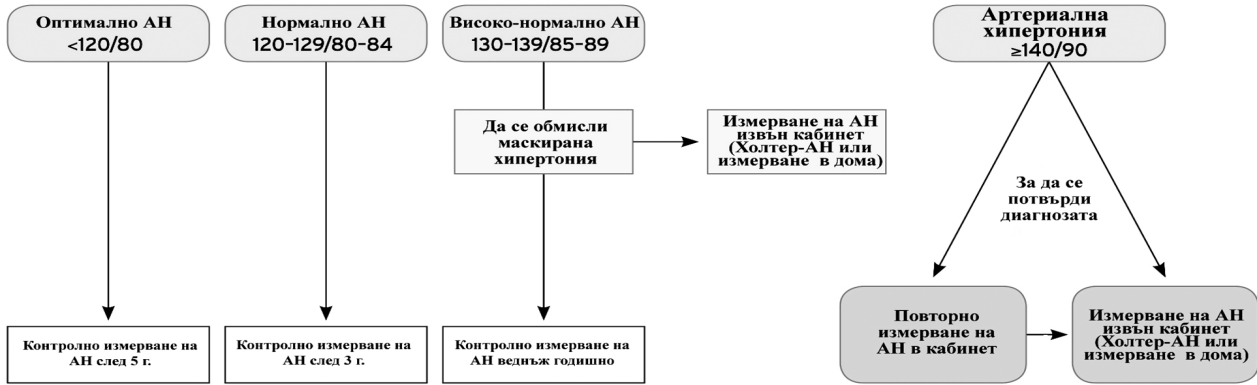 Оптимално АН
<120/80
Нормално АН
120-129/80-84
Високо-нормално АН
130-139/85-89
Артериална
хипертония
≥140/90
Да се обмисли
маскирана
хипертония
Измерване на АН
извън кабинет
(Холтер-АН или
измерване в дома)
За да се
потвърди
диагнозата
Контролно измерване на
АН след 5 г.
Контролно измерване на
АН след 3 г.
Контролно измерване на
АН веднъж годишно
Повторно
измерване на
АН в кабинет
Измерване на АН
извън кабинет
(Холтер-АН или
измерване в дома)